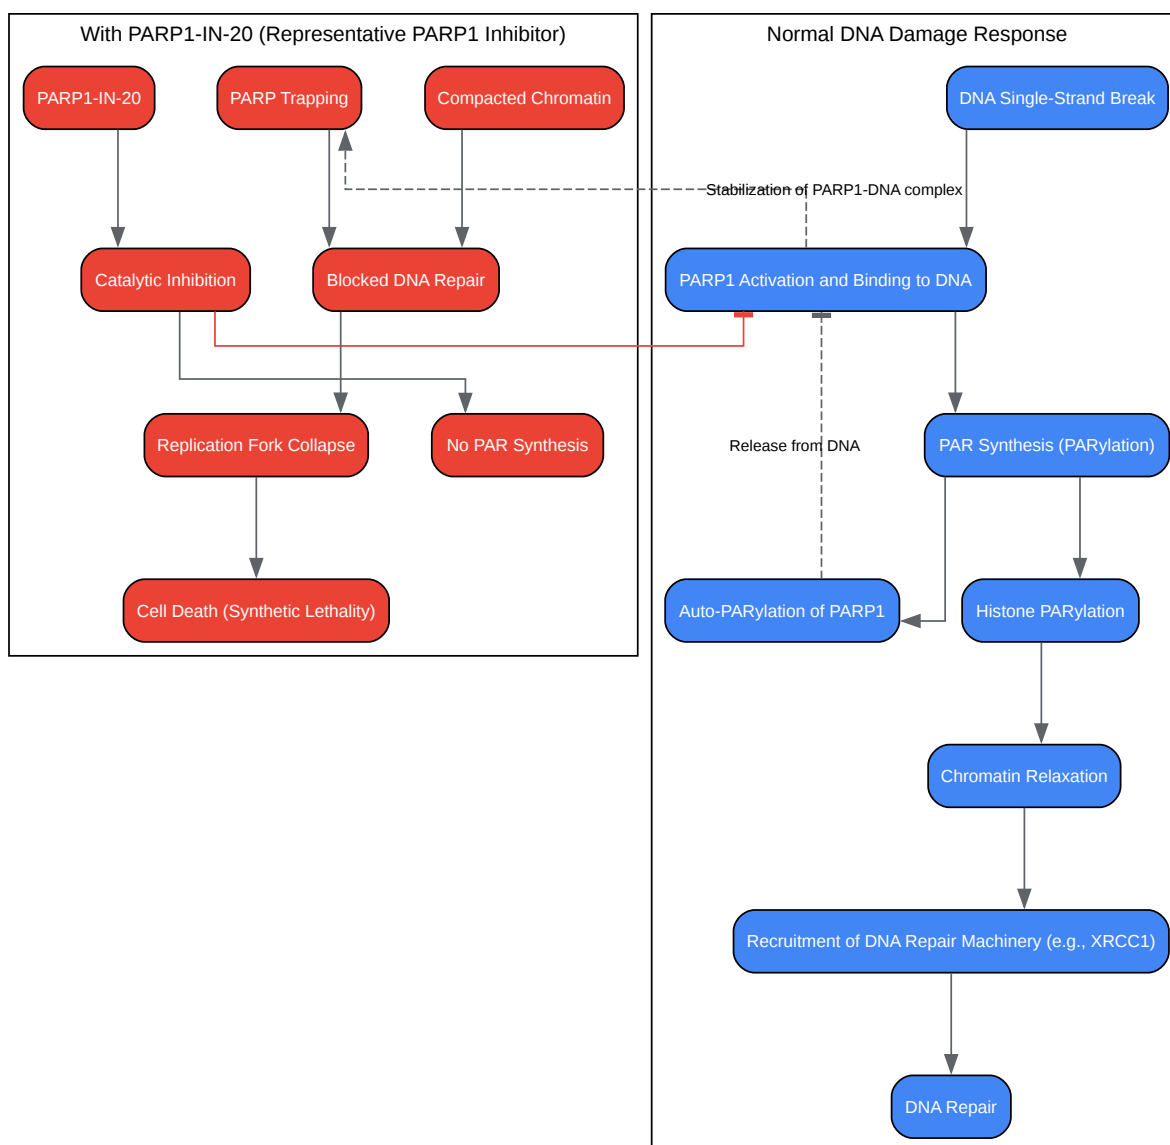 With PARP1-IN-20 (Representative PARP1 Inhibitor)
PARP1-IN-20
PARP Trapping
Compacted Chromatin
Catalytic Inhibition
Blocked DNA Repair
Replication Fork Collapse
No PAR Synthesis
Cell Death (Synthetic Lethality)
Normal DNA Damage Response
DNA Single-Strand Break
Stabilization of PARP1-DNA complex
PARP1 Activation and Binding to DNA
Release from DNA
PAR Synthesis (PARylation)
Auto-PARylation of PARP1
Histone PARylation
Chromatin Relaxation
Recruitment of DNA Repair Machinery (e.g., XRCC1)
DNA Repair